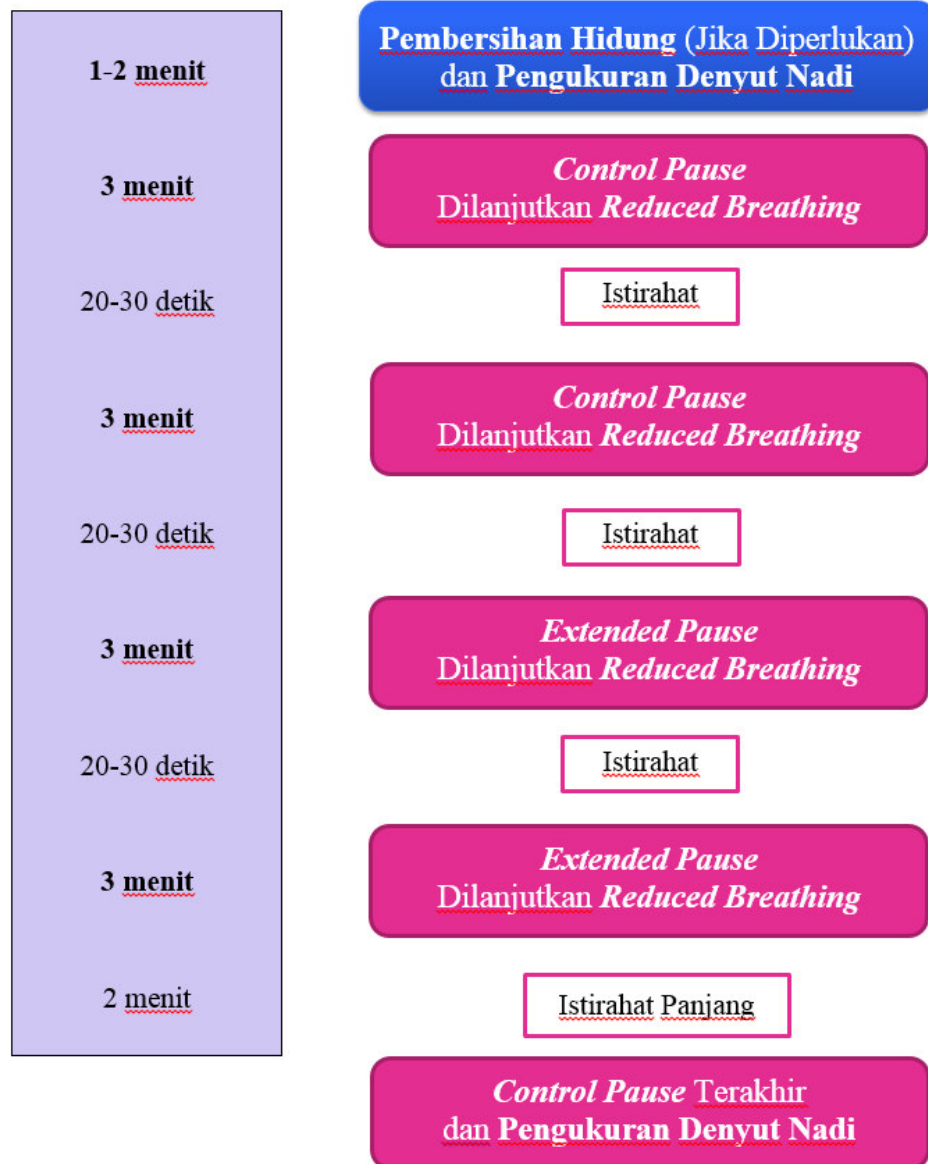 1-2 menit
Pembersihan Hidung (Jika Diperlukan)
dan Pengukuran Denyut Nadi
3 menit
Control Pause
Dilanjutkan Reduced Breathing
20-30 detik
Istirahat
3 menit
Control Pause
Dilanjutkan Reduced Breathing
20-30 detik
Istirahat
3 menit
Extended Pause
Dilanjutkan Reduced Breathing
20-30 detik
Istirahat
3 menit
Extended Pause
Dilanjutkan Reduced Breathing
2 menit
Istirahat Panjang
Control Pause Terakhir
dan Pengukuran Denyut Nadi